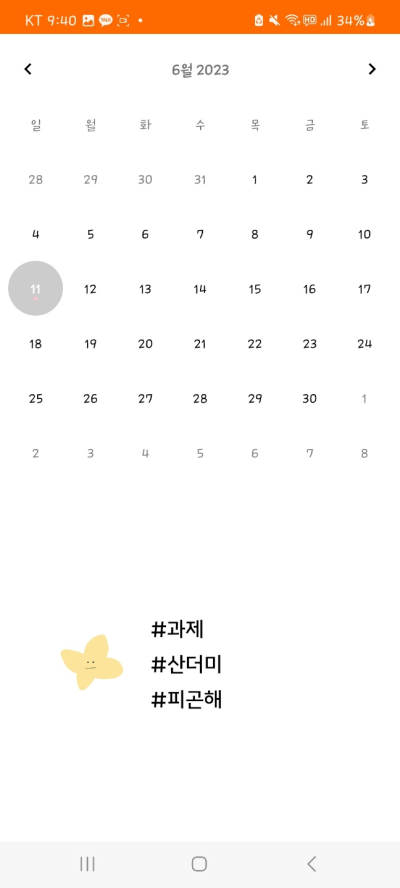 KT 9:40 34%
6월 2023
일 월 화 수 목 금 토
28 29 30 31 1 2 3
4 5 6 7 8 9 10
11 12 13 14 15 16 17
18 19 20 21 22 23 24
25 26 27 28 29 30 1
2 3 4 5 6 7 8
#과제
#산더미
#피곤해